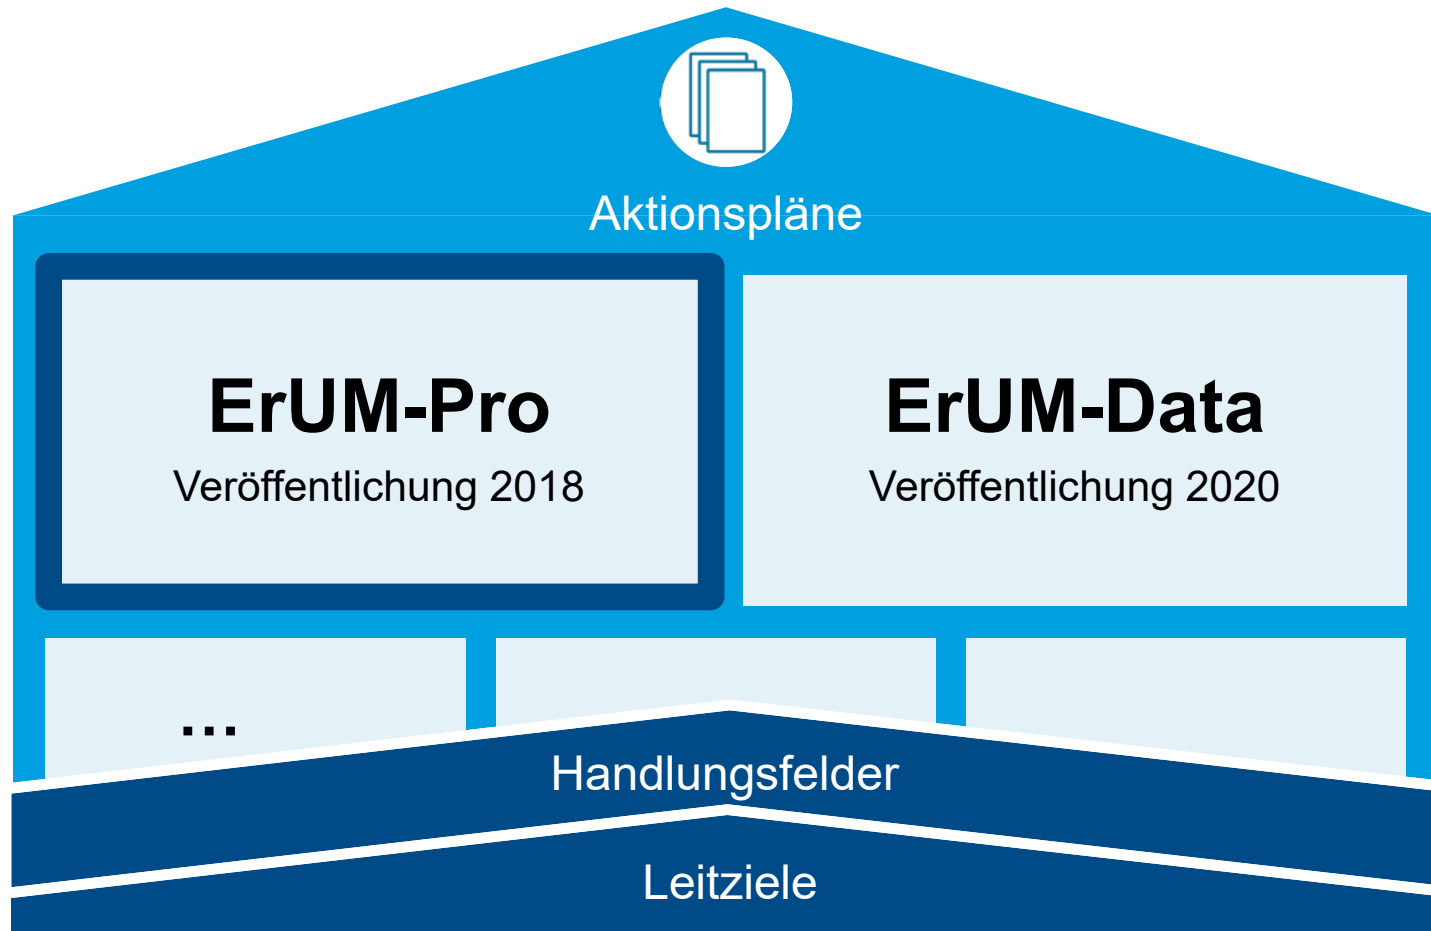 Aktionspläne
ErUM-Pro
Veröffentlichung 2018
ErUM-Data
Veröffentlichung 2020
...
Handlungsfelder
Leitziele